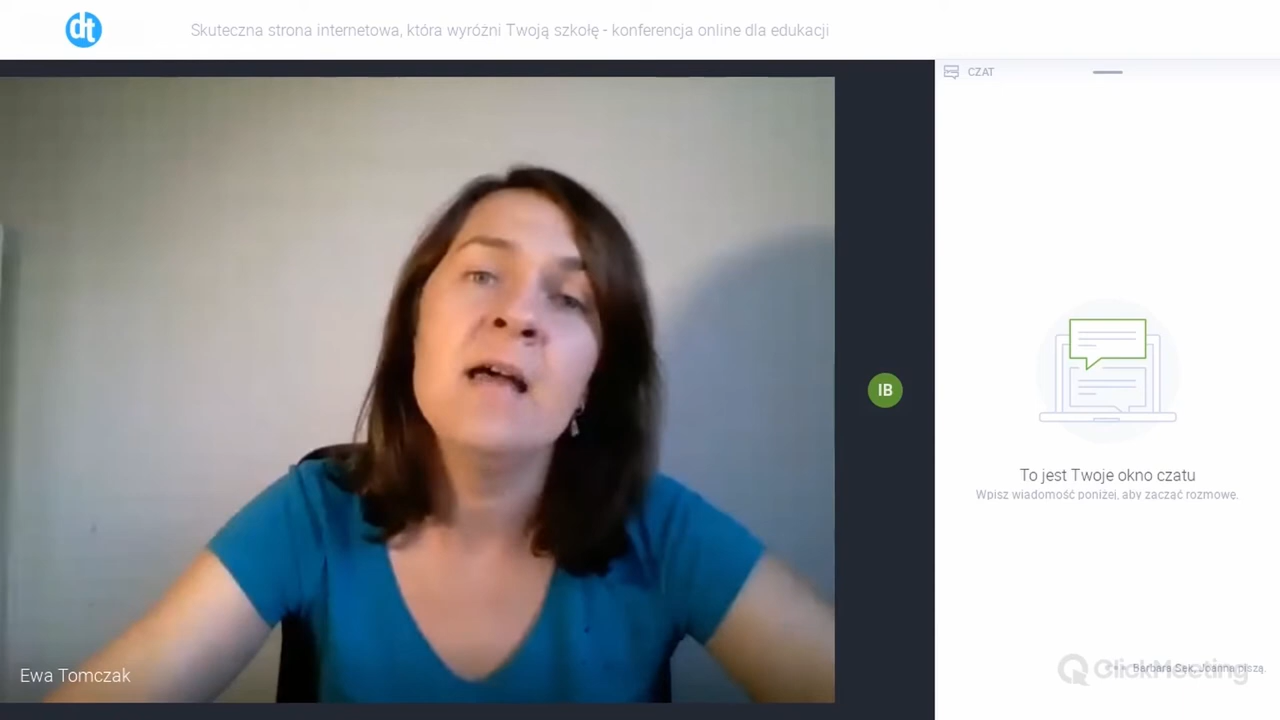 dt
Skuteczna strona internetowa, która wyróżni Twoją szkołę - konferencja online dla edukacji
CZAT
IB
To jest Twoje okno czatu
Wpisz wiadomość poniżej, aby zacząć rozmowę.
Ewa Tomczak
Barbara Sek, Joanna piszą.
ClickMeeting